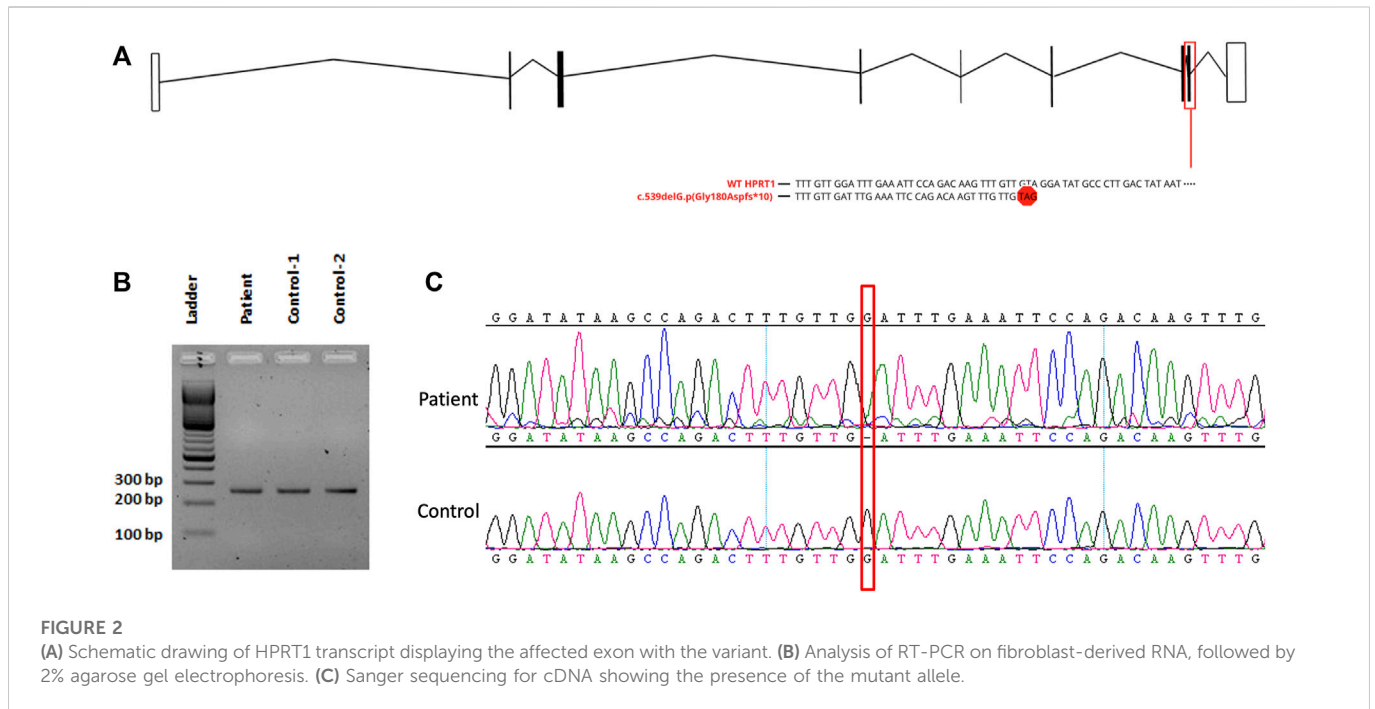 A
WT HPRT1 — TTT GTT GGA TTT GAA ATT CCA GAC AAG TTT GTT GTA GGA TAT GCC CTT GAC TAT AAT ····
c.539delG.p(Gly180Aspfs*10) — TTT GTT GAT TTG AAA TTC CAG ACA AGT TTG TTG TAG
B
Ladder
Patient
Control-1
Control-2
300 bp
200 bp
100 bp
C
G G A T A T A A G C C A G A C T T T G T T G G A T T T G A A A T T C C A G A C A A G T T T G
Patient
G G A T A T A A G C C A G A C T T T G T T G - A T T T G A A A T T C C A G A C A A G T T T G
Control
G G A T A T A A G C C A G A C T T T G T T G G A T T T G A A A T T C C A G A C A A G T T T G
FIGURE 2
(A) Schematic drawing of HPRT1 transcript displaying the affected exon with the variant. (B) Analysis of RT-PCR on fibroblast-derived RNA, followed by
2% agarose gel electrophoresis. (C) Sanger sequencing for cDNA showing the presence of the mutant allele.